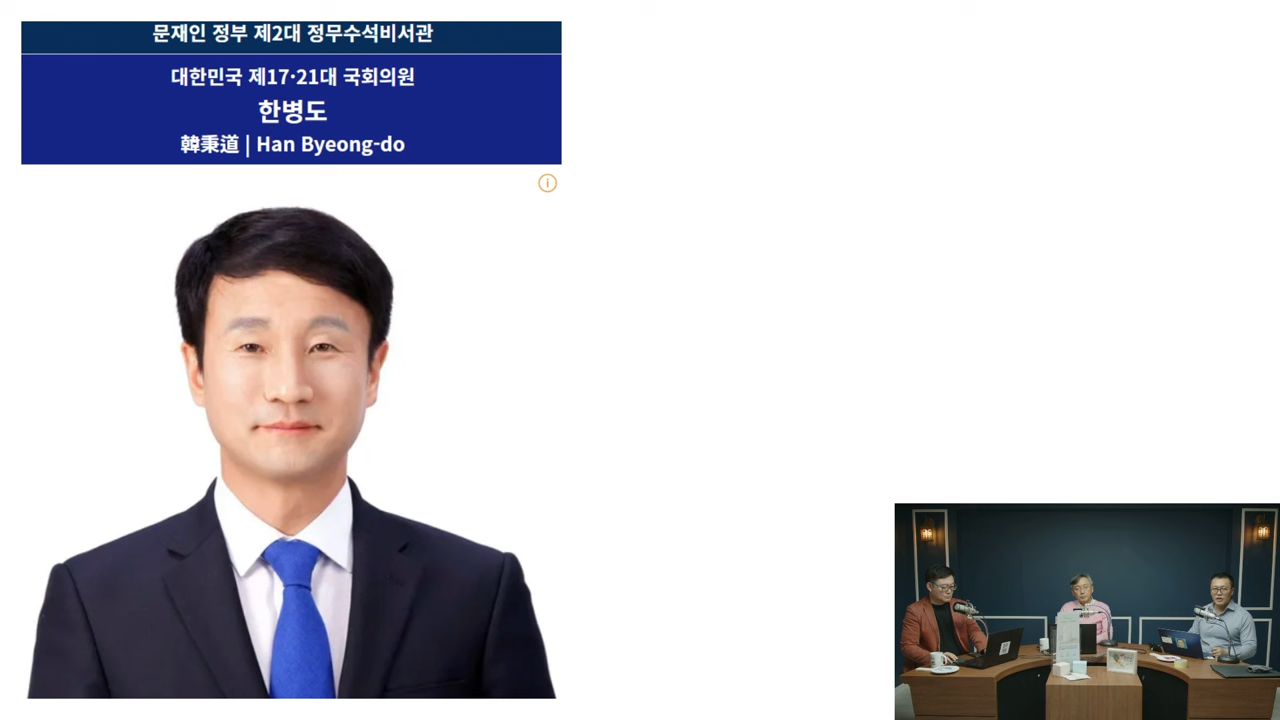 문재인 정부 제2대 정무수석비서관
대한민국 제17·21대 국회의원
한병도
韓秉道 | Han Byeong-do